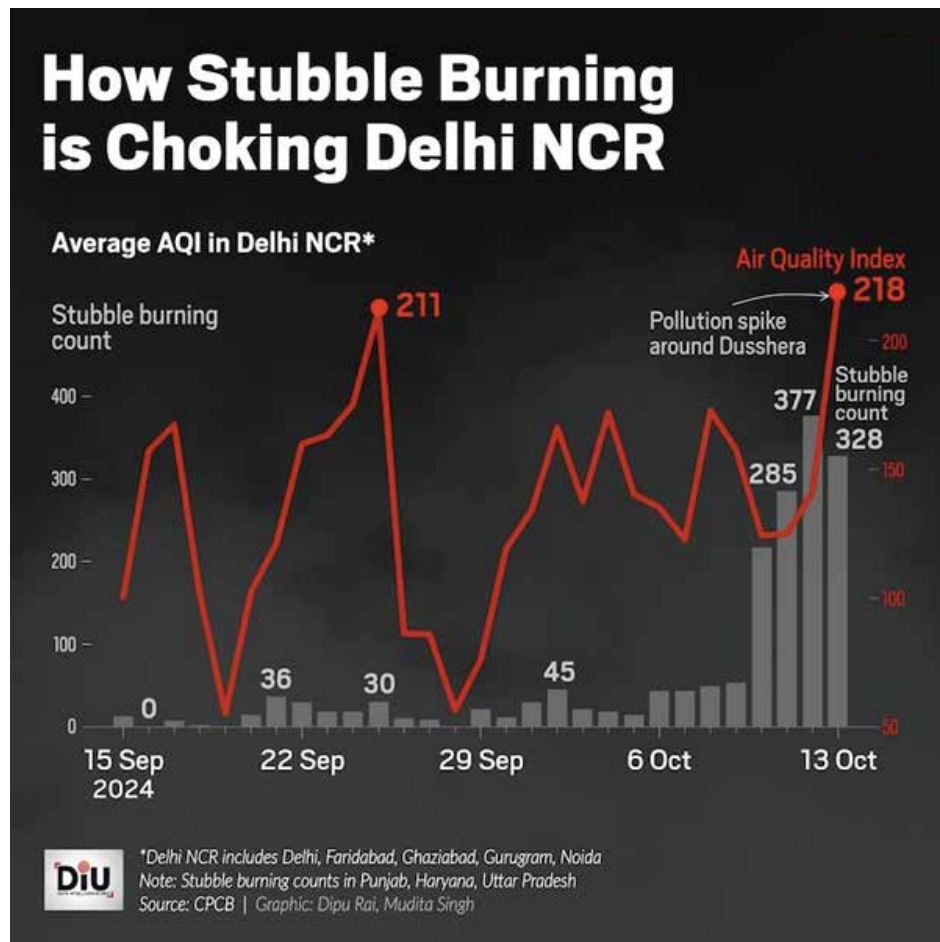 How Stubble Burning
is Choking Delhi NCR
Average AQI in Delhi NCR*
Air Quality Index
Stubble burning
count
211
218
Pollution spike
around Dusshera
200
Stubble
burning
count
400
377
328
300
285
150
200
100
100
36
30
45
0
0
50
15 Sep
2024
22 Sep
29 Sep
6 Oct
13 Oct
DiU
*Delhi NCR includes Delhi, Faridabad, Ghaziabad, Gurugram, Noida
Note: Stubble burning counts in Punjab, Haryana, Uttar Pradesh
Source: CPCB | Graphic: Dipu Rai, Mudita Singh